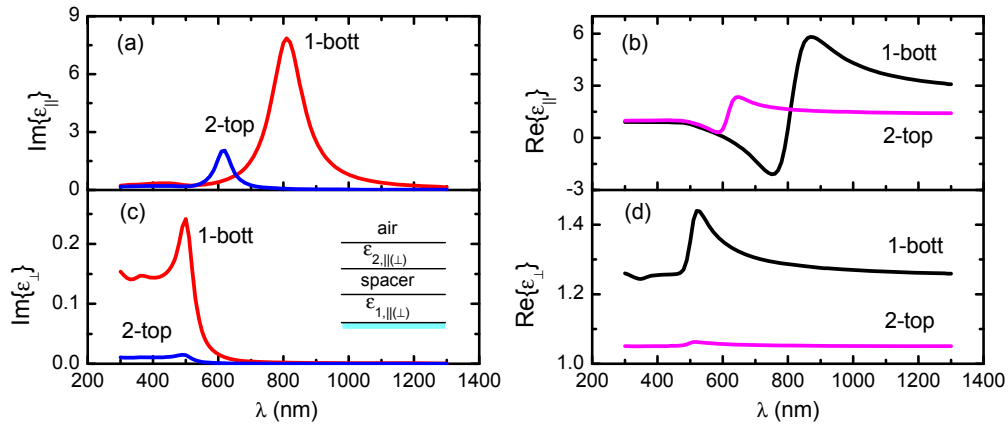 (a)
1-bott
2-top
Im{ε||}
9
6
3
0
(b)
1-bott
2-top
Re{ε||}
6
3
0
-3
(c)
1-bott
2-top
air
ε2,||(⊥)
spacer
ε1,||(⊥)
Im{ε⊥}
0.2
0.1
0.0
200 400 600 800 1000 1200 1400
λ (nm)
(d)
1-bott
2-top
Re{ε⊥}
1.4
1.2
1.0
200 400 600 800 1000 1200 1400
λ (nm)